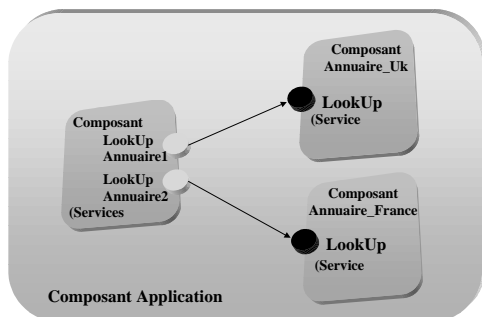 Composant
LookUp
Annuaire1
LookUp
Annuaire2
(Services
Composant
Annuaire_Uk
LookUp
(Service
Composant
Annuaire_France
LookUp
(Service
Composant Application